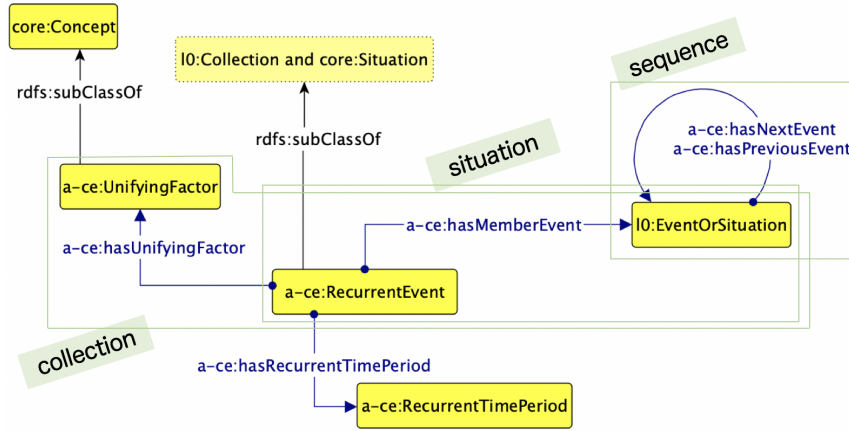 core:Concept
l0:Collection and core:Situation
sequence
rdfs:subClassOf
rdfs:subClassOf
a-ce:hasNextEvent
a-ce:hasPreviousEvent
situation
a-ce:UnifyingFactor
l0:EventOrSituation
a-ce:hasMemberEvent
a-ce:hasUnifyingFactor
a-ce:RecurrentEvent
collection
a-ce:hasRecurrentTimePeriod
a-ce:RecurrentTimePeriod